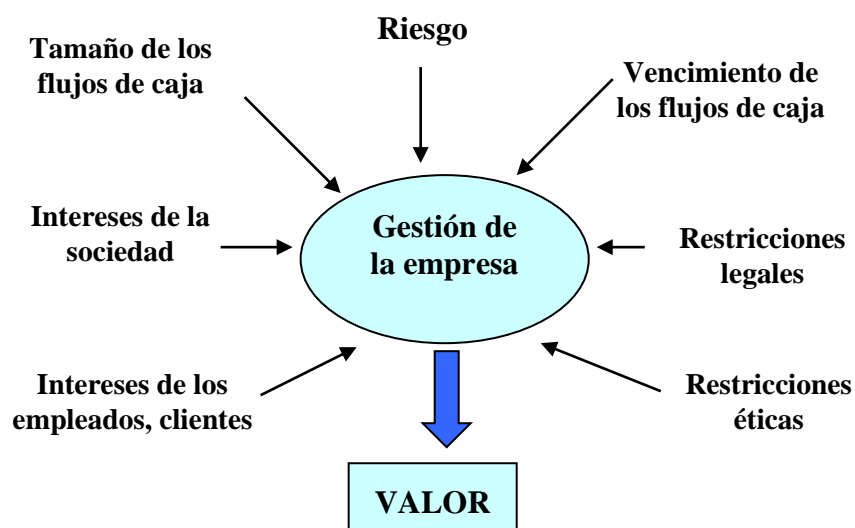 Riesgo
Tamaño de los
flujos de caja
Vencimiento de
los flujos de caja
Intereses de la
sociedad
Gestión de
la empresa
Restricciones
legales
Intereses de los
empleados, clientes
Restricciones
éticas
VALOR